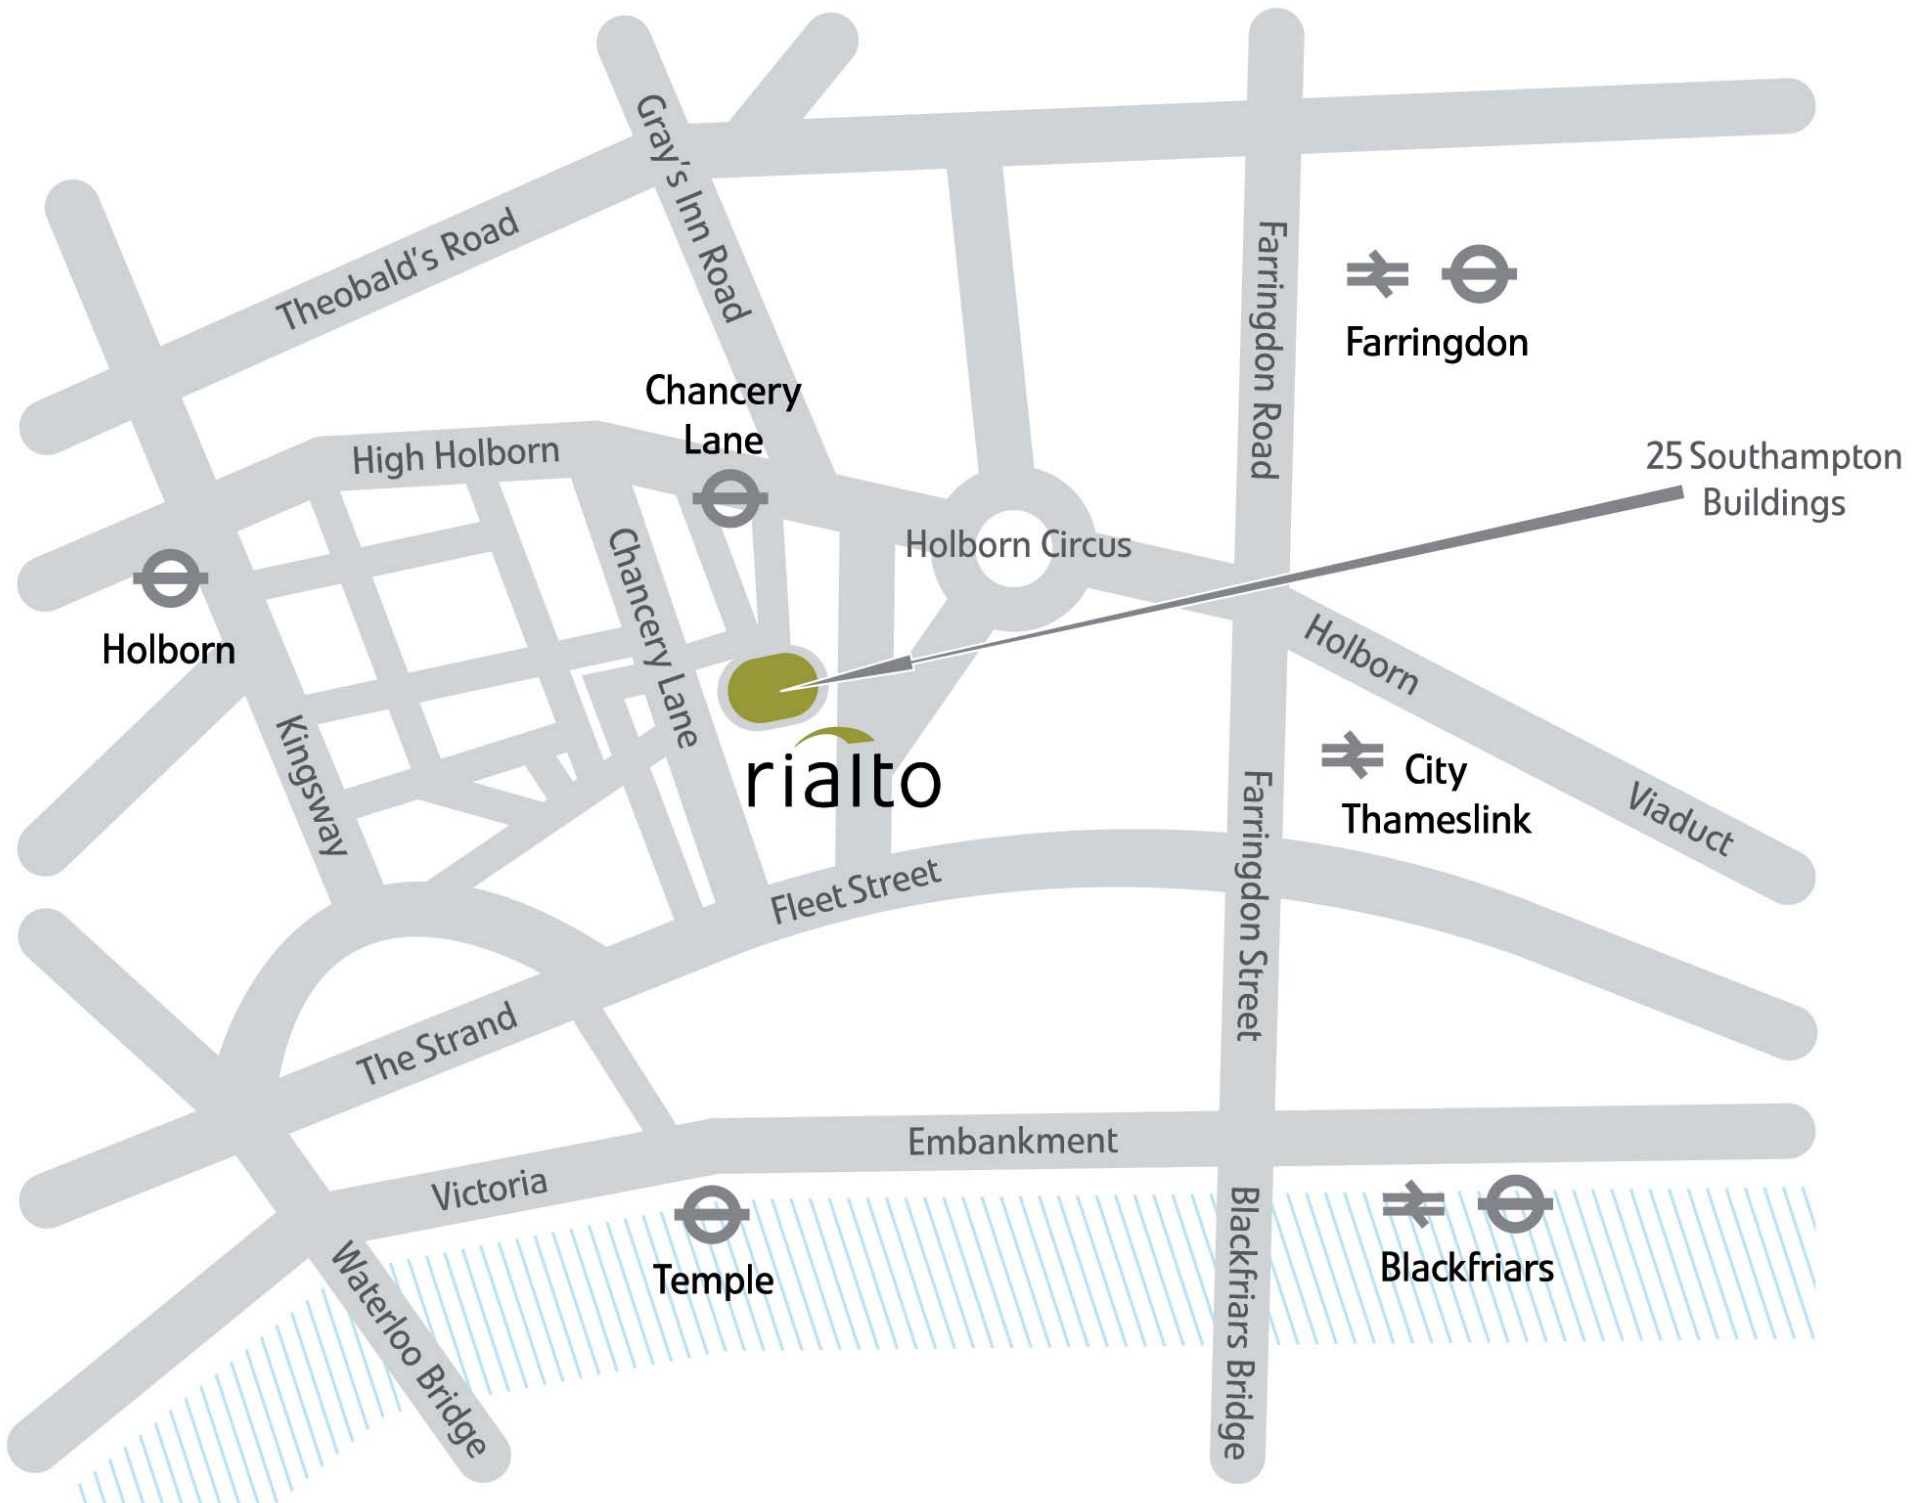 Gray's Inn Road
Theobald's Road
Farringdon Road
Farringdon
Chancery
Lane
High Holborn
25 Southampton
Buildings
Holborn Circus
Chancery Lane
Holborn
Holborn
Viaduct
Kingsway
rialto
City
Thameslink
Farringdon Street
Fleet Street
The Strand
Embankment
Victoria
Temple
Blackfriars
Waterloo Bridge
Blackfriars Bridge